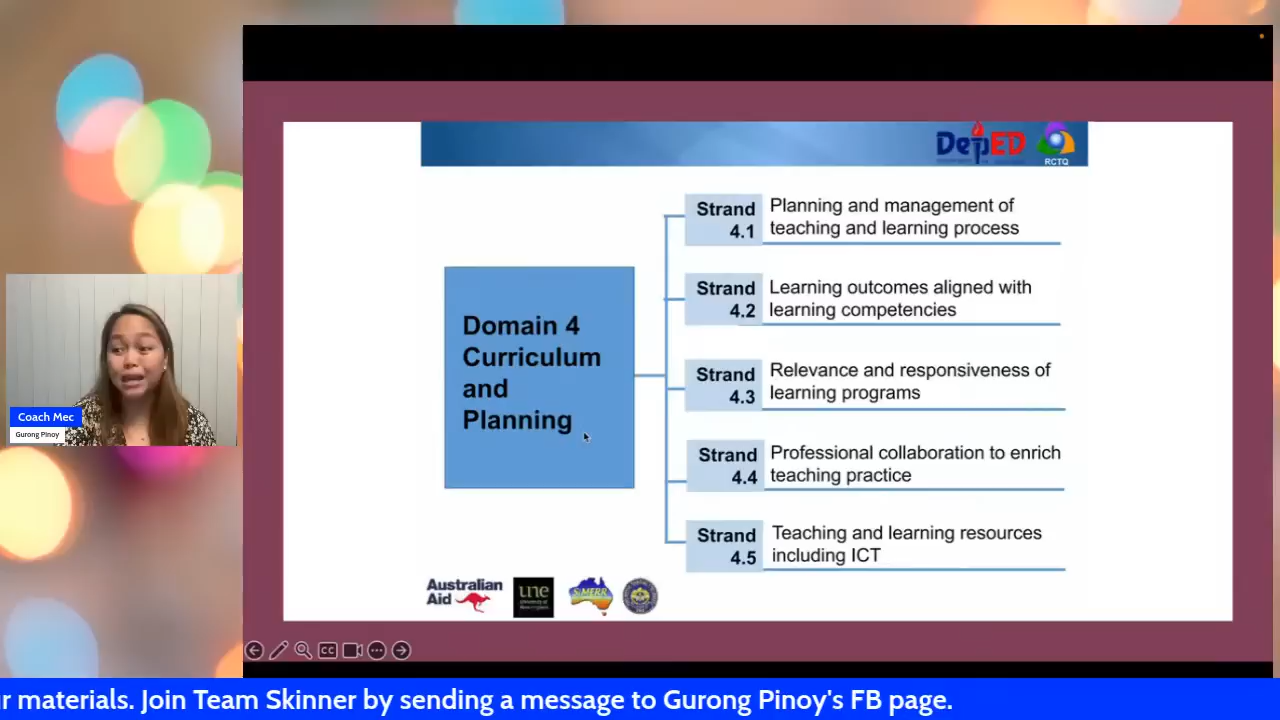 DepED
RCTQ
Domain 4
Curriculum
and
Planning
Strand
4.1
Planning and management of
teaching and learning process
Strand
4.2
Learning outcomes aligned with
learning competencies
Strand
4.3
Relevance and responsiveness of
learning programs
Strand
4.4
Professional collaboration to enrich
teaching practice
Strand
4.5
Teaching and learning resources
including ICT
Australian
Aid
une
SiMERR
CC
Coach Mec
Gurong Pinoy
materials. Join Team Skinner by sending a message to Gurong Pinoy's FB page.